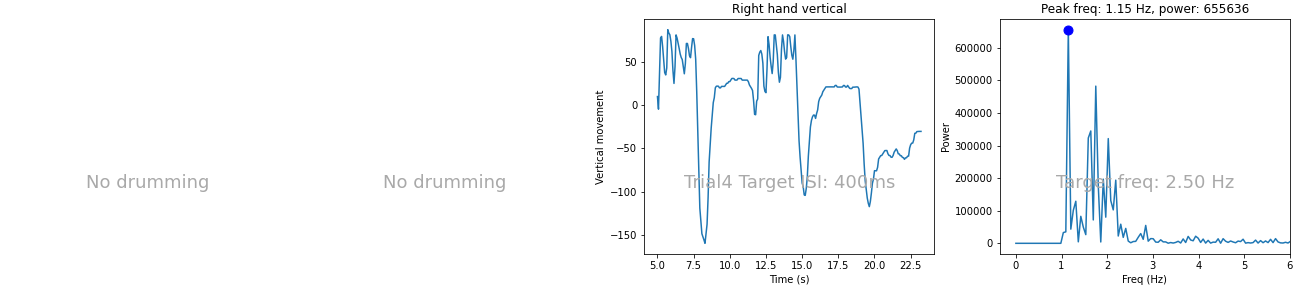 No drumming
No drumming
Right hand vertical
Vertical movement
50
0
−50
−100
−150
5.0 7.5 10.0 12.5 15.0 17.5 20.0 22.5
Time (s)
Trial4 Target ISI: 400ms
Peak freq: 1.15 Hz, power: 655636
Power
600000
500000
400000
300000
200000
100000
0
0 1 2 3 4 5 6
Freq (Hz)
Target freq: 2.50 Hz